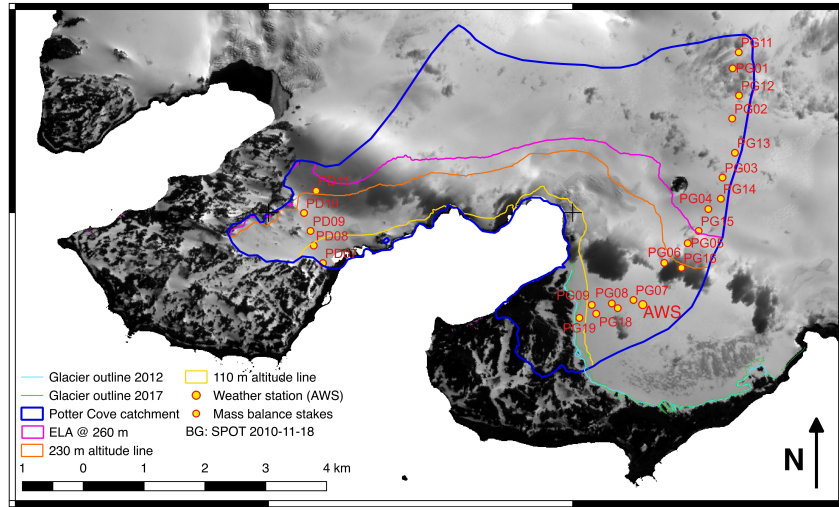 PG11
PG01
PG12
PG02
PG13
PG03
PG14
PG04
PG15
PG05
PG06
PG16
PD11
PD10
PD09
PD08
PG09
PG08
PG07
AWS
PG19
PG18
Glacier outline 2012
Glacier outline 2017
Potter Cove catchment
ELA @ 260 m
230 m altitude line
110 m altitude line
Weather station (AWS)
Mass balance stakes
BG: SPOT 2010-11-18
1 0 1 2 3 4 km
N